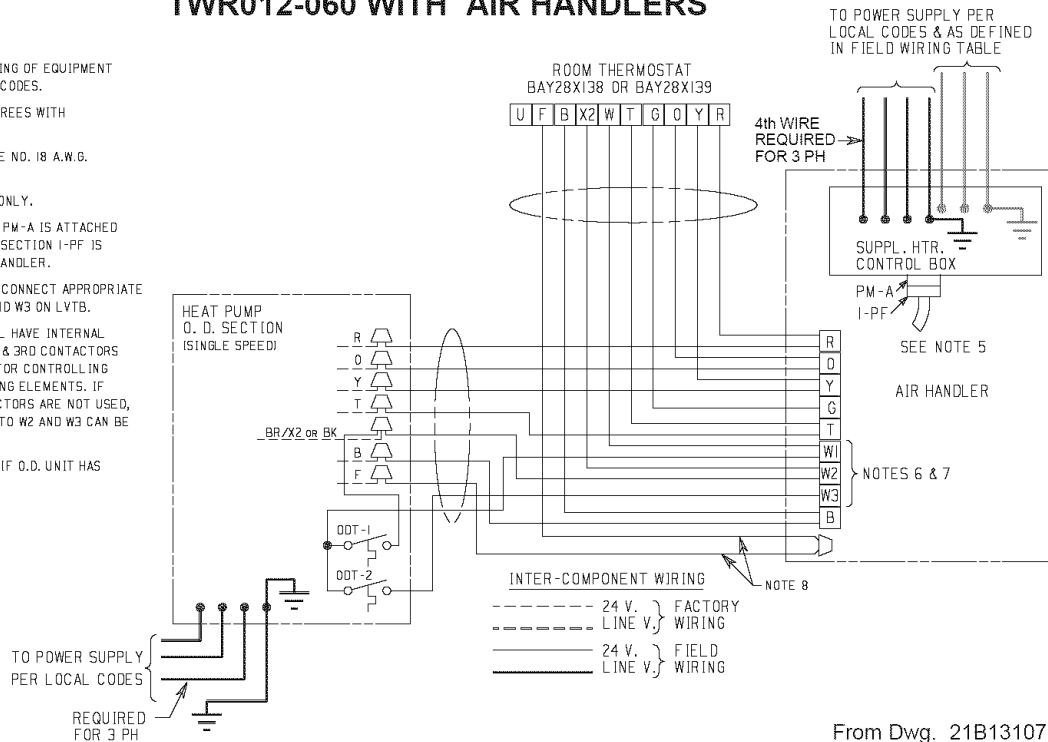 TWR012-060 WITH AIR HANDLERS
TO POWER SUPPLY PER
LOCAL CODES & AS DEFINED
IN FIELD WIRING TABLE
ING OF EQUIPMENT
CODES.
REES WITH
E NO. 18 A.W.G.
ONLY.
PM-A IS ATTACHED
SECTION 1-PF IS
ANDLER.
CONNECT APPROPRIATE
ND W3 ON LVTB.
L HAVE INTERNAL
& 3RD CONTACTORS
TOR CONTROLLING
NG ELEMENTS. IF
CTORS ARE NOT USED,
TO W2 AND W3 CAN BE
IF O.D. UNIT HAS
ROOM THERMOSTAT
BAY28X138 OR BAY28X139
U F B X2 W T G O Y R
4th WIRE
REQUIRED
FOR 3 PH
SUPPL. HTR.
CONTROL BOX
PM-A
1-PF
SEE NOTE 5
AIR HANDLER
R
O
Y
G
T
W1
W2
W3
B
NOTES 6 & 7
NOTE 8
HEAT PUMP
O. D. SECTION
(SINGLE SPEED)
R
O
Y
T
BR/X2 OR BK
B
F
ODT-1
ODT-2
TO POWER SUPPLY
PER LOCAL CODES
REQUIRED
FOR 3 PH
INTER-COMPONENT WIRING
24 V. FACTORY
LINE V. WIRING
24 V. FIELD
LINE V. WIRING
From Dwg. 21B13107